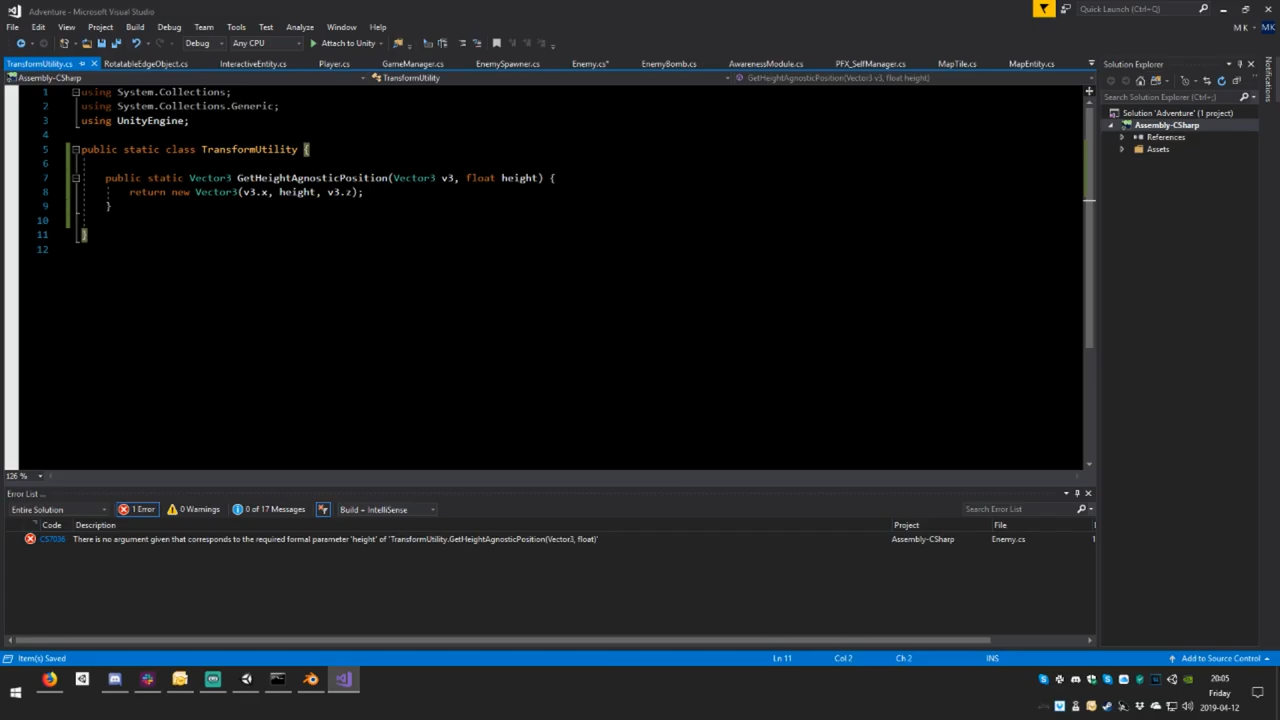 Adventure - Microsoft Visual Studio
Quick Launch (Ctrl+Q)
File Edit View Project Build Debug Team Tools Test Analyze Window Help
M K MK
Debug Any CPU Attach to Unity
TransformUtility.cs RotatableEdgeObject.cs InteractiveEntity.cs Player.cs GameManager.cs EnemySpawner.cs Enemy.cs* EnemyBomb.cs AwarenessModule.cs PFX_SelfManager.cs MapTile.cs MapEntity.cs
Assembly-CSharp TransformUtility GetHeightAgnosticPosition(Vector3 v3, float height)
1 using System.Collections;
2 using System.Collections.Generic;
3 using UnityEngine;
4
5 public static class TransformUtility {
6
7 public static Vector3 GetHeightAgnosticPosition(Vector3 v3, float height) {
8 return new Vector3(v3.x, height, v3.z);
9 }
10
11 }
12
126 %
Solution Explorer
Search Solution Explorer (Ctrl+;)
Solution 'Adventure' (1 project)
Assembly-CSharp
References
Assets
Notifications
Error List ...
Entire Solution 1 Error 0 Warnings 0 of 17 Messages Build + IntelliSense Search Error List
Code Description Project File
CS7036 There is no argument given that corresponds to the required formal parameter 'height' of 'TransformUtility.GetHeightAgnosticPosition(Vector3, float)' Assembly-CSharp Enemy.cs 1
Item(s) Saved Ln 11 Col 2 Ch 2 INS Add to Source Control
20:05
Friday
2019-04-12